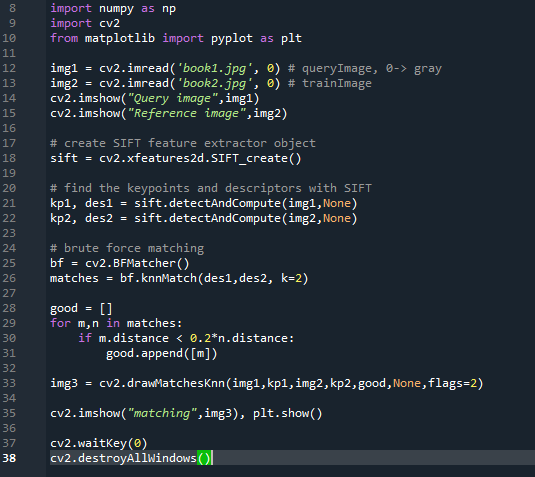 8 import numpy as np
9 import cv2
10 from matplotlib import pyplot as plt
11
12 img1 = cv2.imread('book1.jpg', 0) # queryImage, 0-> gray
13 img2 = cv2.imread('book2.jpg', 0) # trainImage
14 cv2.imshow("Query image",img1)
15 cv2.imshow("Reference image",img2)
16
17 # create SIFT feature extractor object
18 sift = cv2.xfeatures2d.SIFT_create()
19
20 # find the keypoints and descriptors with SIFT
21 kp1, des1 = sift.detectAndCompute(img1,None)
22 kp2, des2 = sift.detectAndCompute(img2,None)
23
24 # brute force matching
25 bf = cv2.BFMatcher()
26 matches = bf.knnMatch(des1,des2, k=2)
27
28 good = []
29 for m,n in matches:
30     if m.distance < 0.2*n.distance:
31         good.append([m])
32
33 img3 = cv2.drawMatchesKnn(img1,kp1,img2,kp2,good,None,flags=2)
34
35 cv2.imshow("matching",img3), plt.show()
36
37 cv2.waitKey(0)
38 cv2.destroyAllWindows()